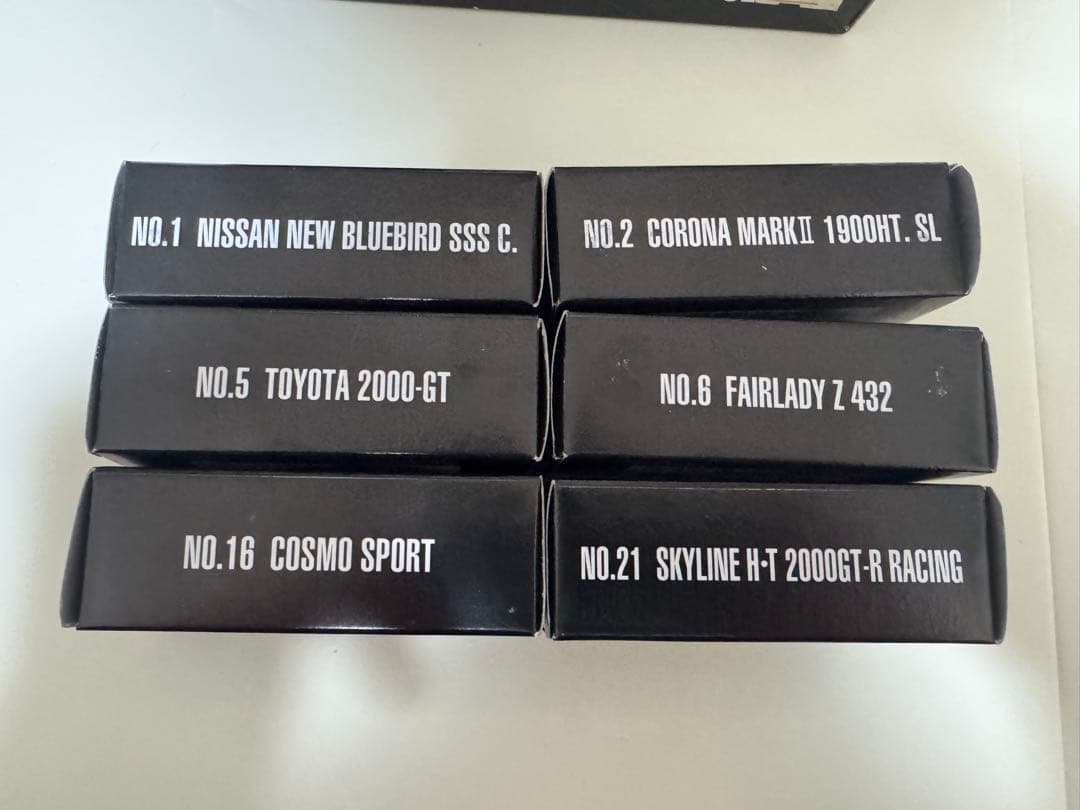 NO.1 NISSAN NEW BLUEBIRD SSS C.
NO.2 CORONA MARKⅡ 1900HT. SL
NO.5 TOYOTA 2000-GT
NO.6 FAIRLADY Z 432
NO.16 COSMO SPORT
NO.21 SKYLINE H•T 2000GT-R RACING